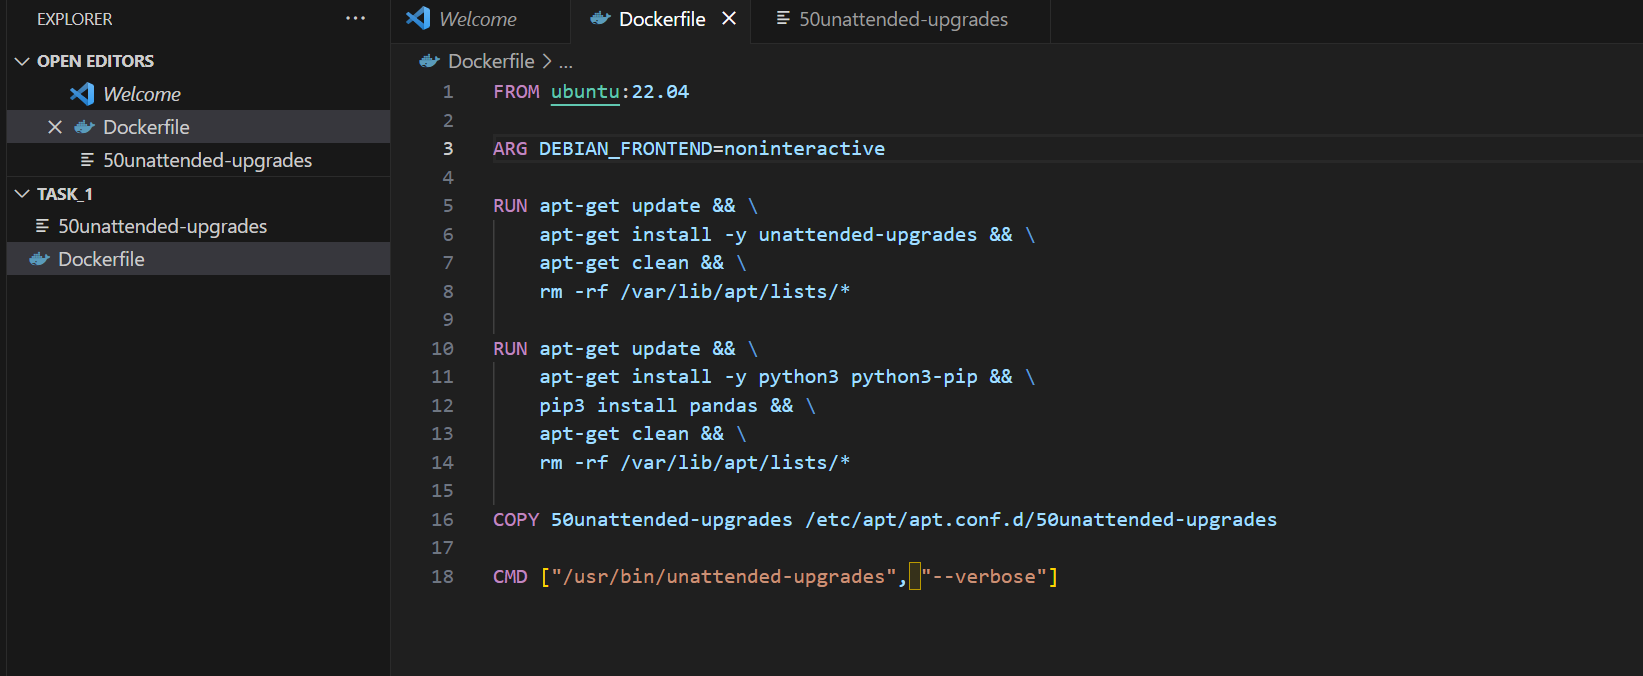 EXPLORER ...
OPEN EDITORS
Welcome
Dockerfile
50unattended-upgrades
TASK_1
50unattended-upgrades
Dockerfile
Welcome
Dockerfile
50unattended-upgrades
Dockerfile > ...
1 FROM ubuntu:22.04
2
3 ARG DEBIAN_FRONTEND=noninteractive
4
5 RUN apt-get update && \
6 apt-get install -y unattended-upgrades && \
7 apt-get clean && \
8 rm -rf /var/lib/apt/lists/*
9
10 RUN apt-get update && \
11 apt-get install -y python3 python3-pip && \
12 pip3 install pandas && \
13 apt-get clean && \
14 rm -rf /var/lib/apt/lists/*
15
16 COPY 50unattended-upgrades /etc/apt/apt.conf.d/50unattended-upgrades
17
18 CMD ["/usr/bin/unattended-upgrades", "--verbose"]